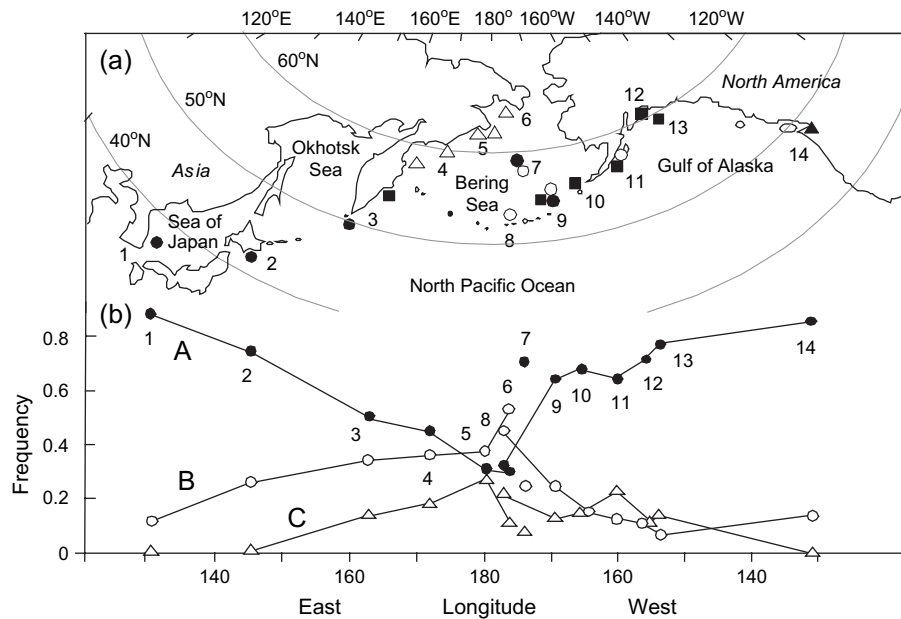 120°E 140°E 160°E 180° 160°W 140°W 120°W
(a)
60°N
50°N
40°N
Asia
Okhotsk
Sea
Sea of
Japan
Bering
Sea
North America
Gulf of Alaska
North Pacific Ocean
1 2 3 4 5 6 7 8 9 10 11 12 13 14
(b)
Frequency
0.8
0.6
0.4
0.2
0
A
B
C
1 2 3 4 5 6 7 8 9 10 11 12 13 14
140 160 180 160 140
East Longitude West